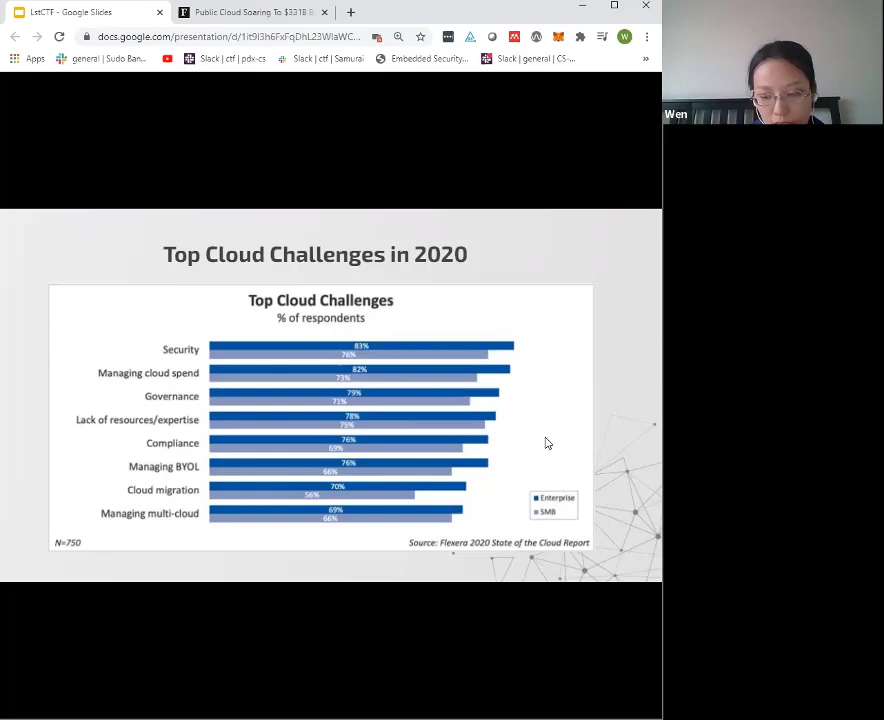 LstCTF - Google Slides
Public Cloud Soaring To $331B B
docs.google.com/presentation/d/1it9I3h6FxFqDhL23WIaWC...
W
Apps
general | Sudo Ban...
Slack | ctf | pdx-cs
Slack | ctf | Samurai
Embedded Security...
Slack | general | CS-...
Wen
Top Cloud Challenges in 2020
Top Cloud Challenges
% of respondents
Security 83% 76%
Managing cloud spend 82% 73%
Governance 79% 71%
Lack of resources/expertise 78% 75%
Compliance 76% 69%
Managing BYOL 76% 66%
Cloud migration 70% 56%
Managing multi-cloud 69% 66%
Enterprise
SMB
N=750
Source: Flexera 2020 State of the Cloud Report